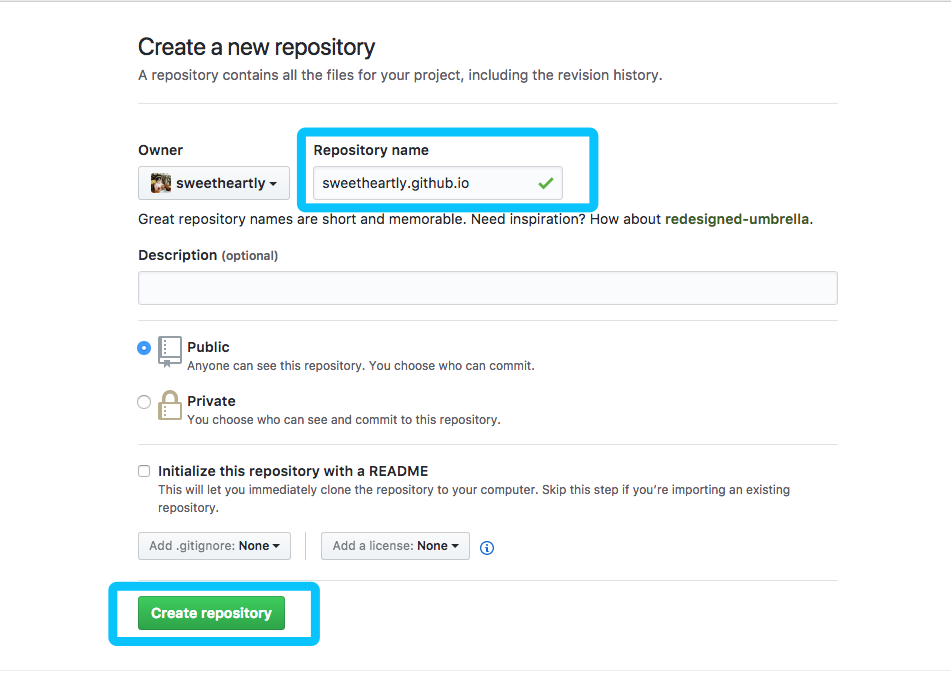 Create a new repository
A repository contains all the files for your project, including the revision history.
Owner
Repository name
sweetheartly
sweetheartly.github.io
Great repository names are short and memorable. Need inspiration? How about redesigned-umbrella.
Description (optional)
Public
Anyone can see this repository. You choose who can commit.
Private
You choose who can see and commit to this repository.
Initialize this repository with a README
This will let you immediately clone the repository to your computer. Skip this step if you’re importing an existing
repository.
Add .gitignore: None
Add a license: None
Create repository